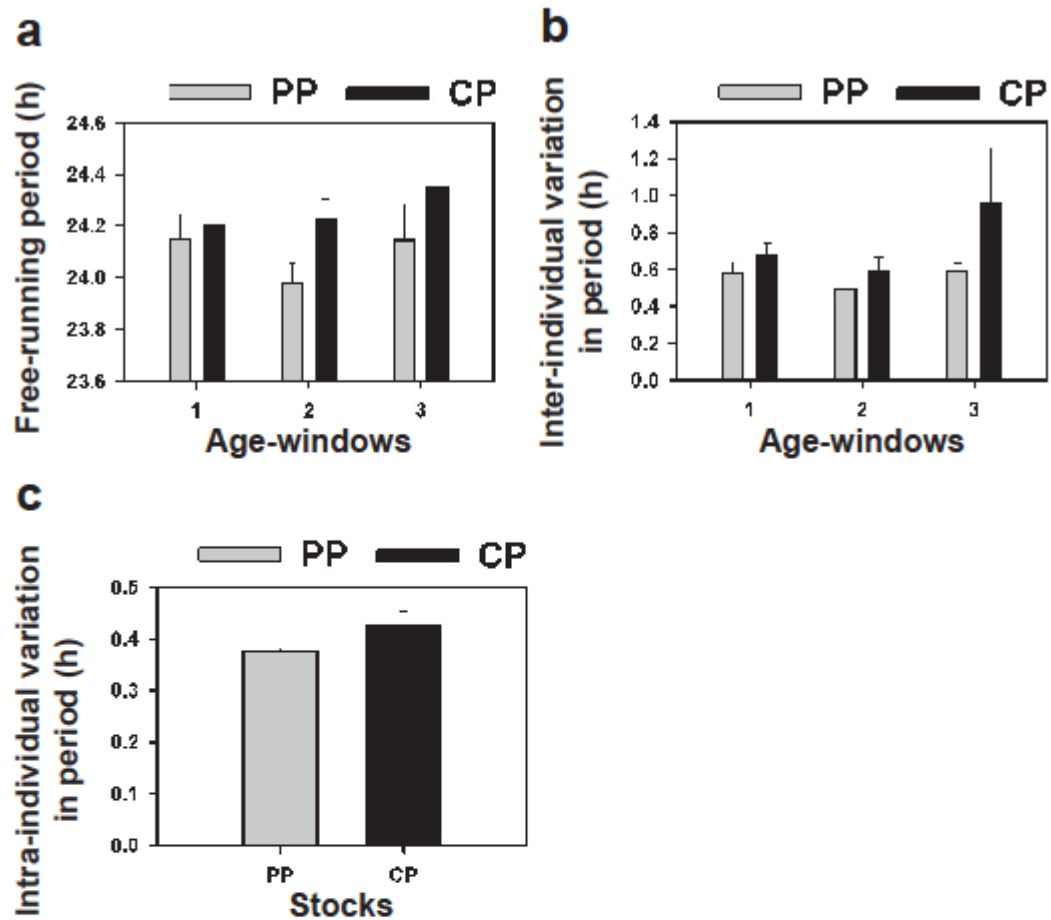 a
PP CP
Free-running period (h)
24.6
24.4
24.2
24.0
23.8
23.6
1 2 3
Age-windows
b
PP CP
Inter-individual variation
in period (h)
1.4
1.2
1.0
0.8
0.6
0.4
0.2
0.0
1 2 3
Age-windows
c
PP CP
Intra-individual variation
in period (h)
0.5
0.4
0.3
0.2
0.1
0.0
PP CP
Stocks